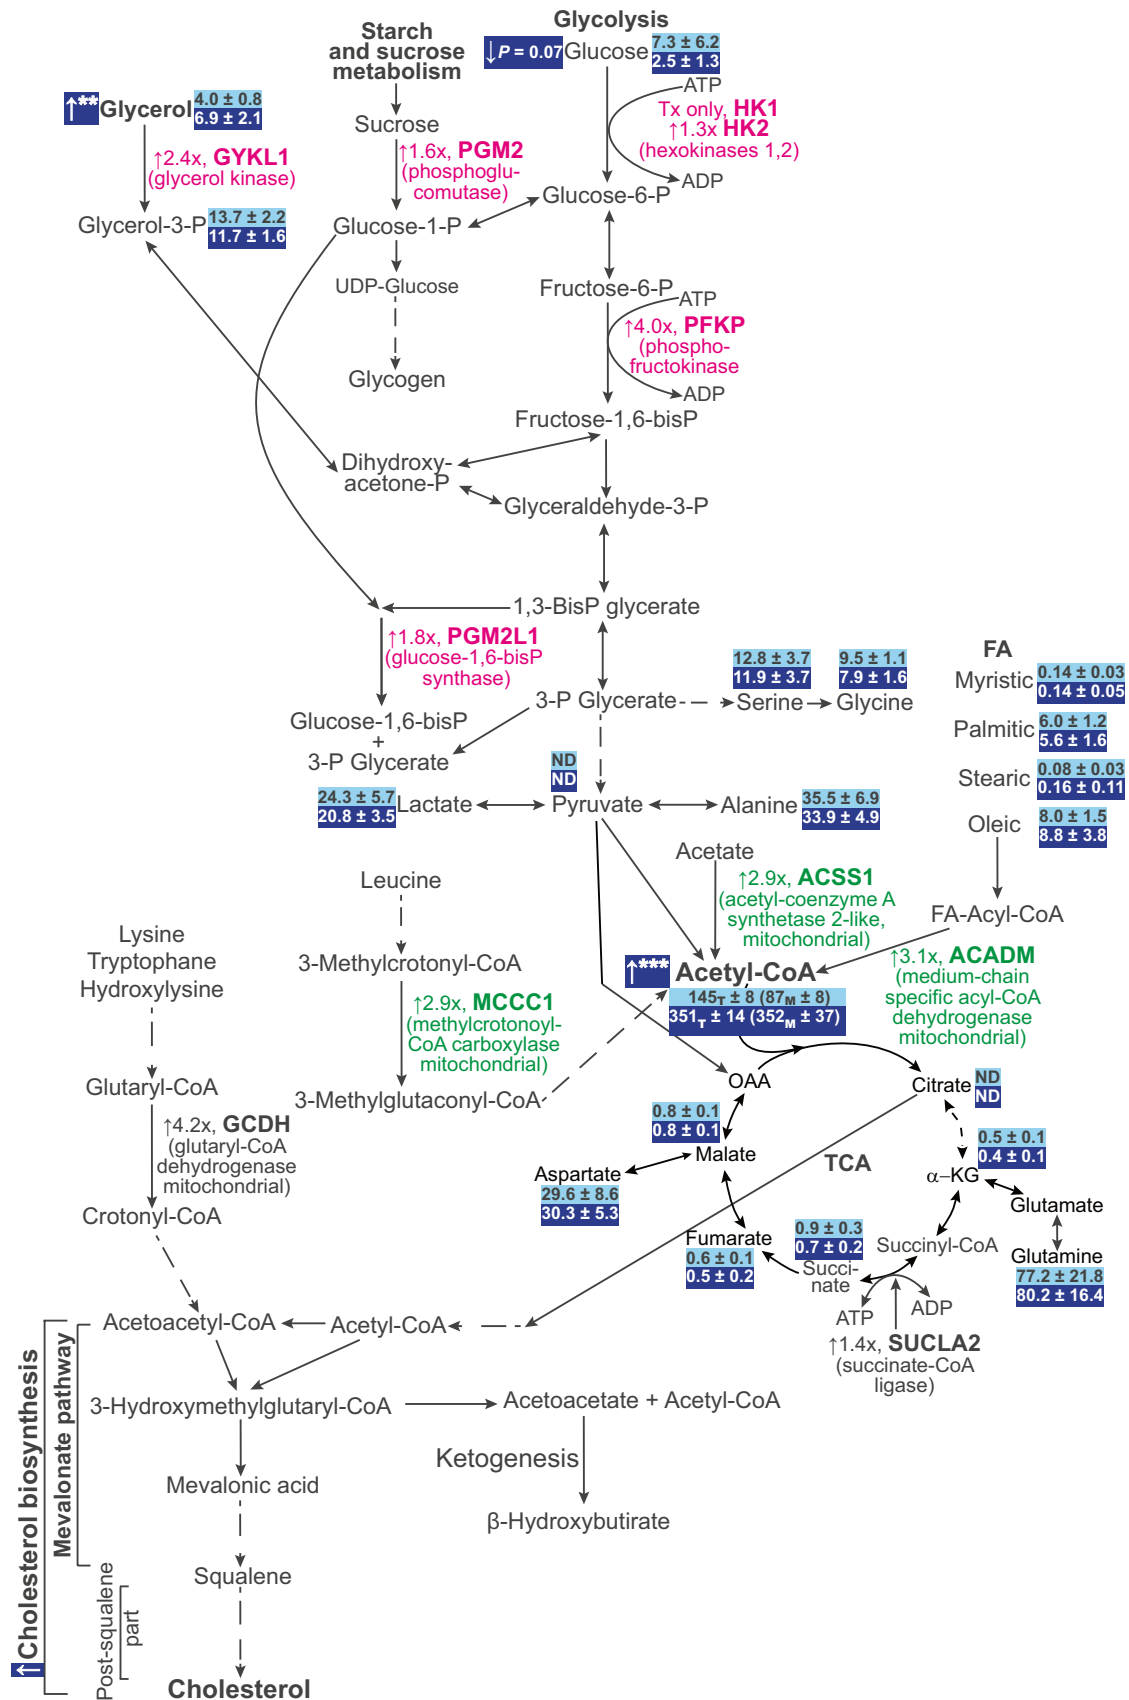 Glycolysis
Starch
and sucrose
metabolism
↓P = 0.07
Glucose
7.3 ± 6.2
2.5 ± 1.3
ATP
Tx only, HK1
↑1.3x HK2
(hexokinases 1,2)
ADP
↑**
Glycerol
4.0 ± 0.8
6.9 ± 2.1
Sucrose
↑2.4x, GYKL1
(glycerol kinase)
↑1.6x, PGM2
(phosphoglu-
comutase)
Glucose-6-P
Glycerol-3-P
13.7 ± 2.2
11.7 ± 1.6
Glucose-1-P
UDP-Glucose
Fructose-6-P
ATP
↑4.0x, PFKP
(phospho-
fructokinase
ADP
Glycogen
Fructose-1,6-bisP
Dihydroxy-
acetone-P
Glyceraldehyde-3-P
1,3-BisP glycerate
↑1.8x, PGM2L1
(glucose-1,6-bisP
synthase)
12.8 ± 3.7
11.9 ± 3.7
9.5 ± 1.1
7.9 ± 1.6
FA
Myristic
0.14 ± 0.03
0.14 ± 0.05
3-P Glycerate
Serine
Glycine
Glucose-1,6-bisP
+
3-P Glycerate
Palmitic
6.0 ± 1.2
5.6 ± 1.6
ND
ND
Stearic
0.08 ± 0.03
0.16 ± 0.11
24.3 ± 5.7
20.8 ± 3.5
Lactate
Pyruvate
Alanine
35.5 ± 6.9
33.9 ± 4.9
Oleic
8.0 ± 1.5
8.8 ± 3.8
Acetate
Leucine
↑2.9x, ACSS1
(acetyl-coenzyme A
synthetase 2-like,
mitochondrial)
FA-Acyl-CoA
Lysine
Tryptophane
Hydroxylysine
3-Methylcrotonyl-CoA
↑***
Acetyl-CoA
145T ± 8 (87M ± 8)
351T ± 14 (352M ± 37)
↑3.1x, ACADM
(medium-chain
specific acyl-CoA
dehydrogenase
mitochondrial)
↑2.9x, MCCC1
(methylcrotonoyl-
CoA carboxylase
mitochondrial)
Glutaryl-CoA
3-Methylglutaconyl-CoA
OAA
Citrate
ND
ND
↑4.2x, GCDH
(glutaryl-CoA
dehydrogenase
mitochondrial)
0.8 ± 0.1
0.8 ± 0.1
Malate
TCA
0.5 ± 0.1
0.4 ± 0.1
α–KG
Aspartate
29.6 ± 8.6
30.3 ± 5.3
Glutamate
Crotonyl-CoA
Fumarate
0.6 ± 0.1
0.5 ± 0.2
0.9 ± 0.3
0.7 ± 0.2
Succi-
nate
Succinyl-CoA
Glutamine
77.2 ± 21.8
80.2 ± 16.4
ATP
ADP
↑1.4x, SUCLA2
(succinate-CoA
ligase)
Acetoacetyl-CoA
Acetyl-CoA
3-Hydroxymethylglutaryl-CoA
Acetoacetate + Acetyl-CoA
Ketogenesis
Mevalonic acid
β-Hydroxybutirate
Squalene
Cholesterol
↑ Cholesterol biosynthesis
Mevalonate pathway
Post-squalene
part